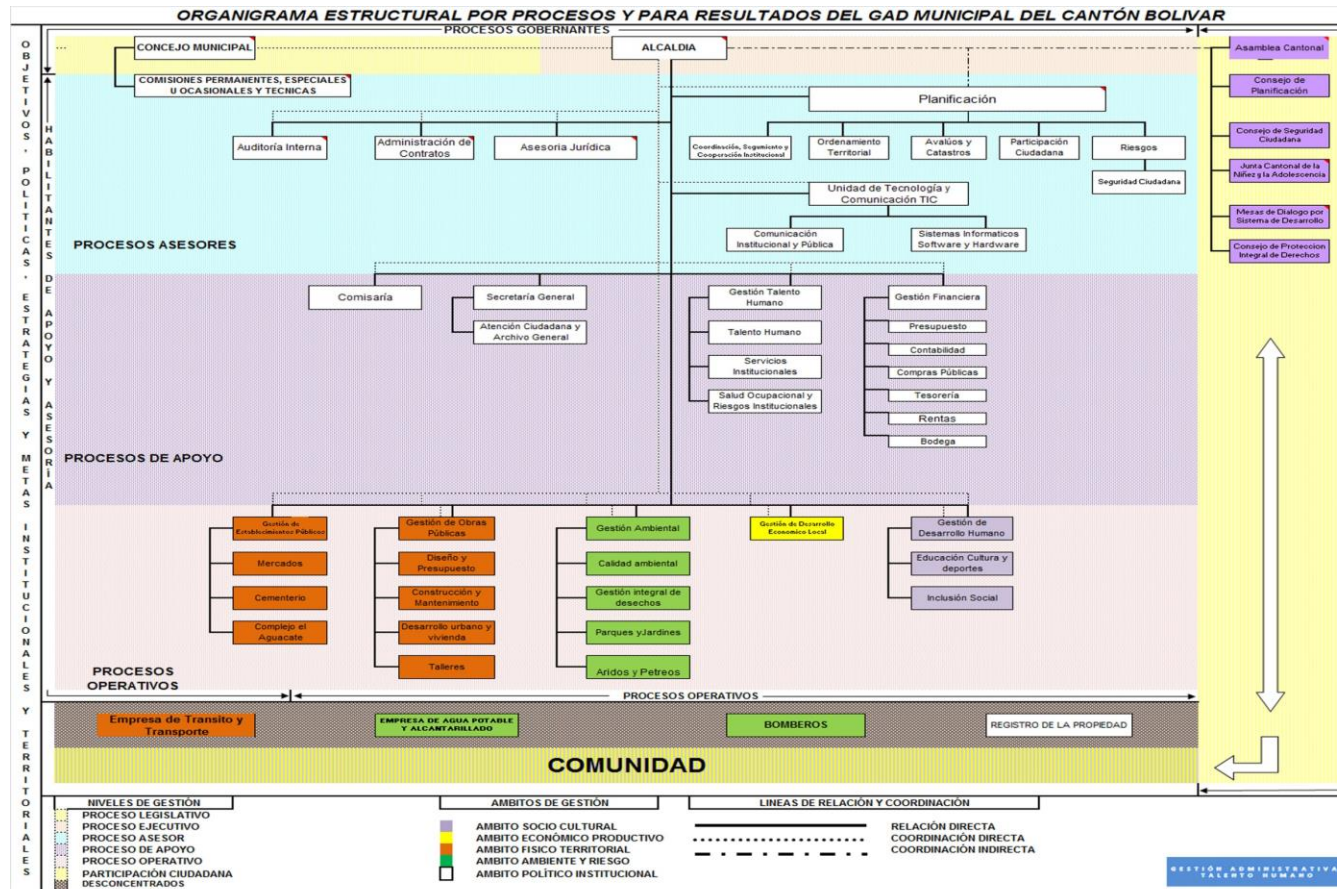 ORGANIGRAMA ESTRUCTURAL POR PROCESOS Y PARA RESULTADOS DEL GAD MUNICIPAL DEL CANTÓN BOLIVAR
PROCESOS GOBERNANTES
OBJETIVOS, POLITICAS, ESTRATEGIAS Y METAS INSTITUCIONALES Y TERRITORIALES
HABILITANTES DE APOYO Y ASESORÍA
CONCEJO MUNICIPAL
ALCALDIA
COMISIONES PERMANENTES, ESPECIALES
U OCASIONALES Y TECNICAS
Planificación
Auditoría Interna
Administración de
Contratos
Asesoria Jurídica
Coordinación, Seguimiento y
Cooperación Institucional
Ordenamiento
Territorial
Avalúos y
Catastros
Participación
Ciudadana
Riesgos
Seguridad Ciudadana
Unidad de Tecnología y
Comunicación TIC
Comunicación
Institucional y Pública
Sistemas Informaticos
Software y Hardware
PROCESOS ASESORES
Asamblea Cantonal
Consejo de
Planificación
Consejo de Seguridad
Ciudadana
Junta Cantonal de la
Niñez y la Adolescencia
Mesas de Dialogo por
Sistema de Desarrollo
Consejo de Proteccion
Integral de Derechos
Comisaría
Secretaría General
Atención Ciudadana y
Archivo General
Gestión Talento
Humano
Talento Humano
Servicios
Institucionales
Salud Ocupacional y
Riesgos Institucionales
Gestión Financiera
Presupuesto
Contabilidad
Compras Públicas
Tesorería
Rentas
Bodega
PROCESOS DE APOYO
Gestión de
Establecimientos Públicos
Mercados
Cementerio
Complejo el
Aguacate
Gestión de Obras
Públicas
Diseño y
Presupuesto
Construcción y
Mantenimiento
Desarrollo urbano y
vivienda
Talleres
Gestión Ambiental
Calidad ambiental
Gestión integral de
desechos
Parques yJardines
Aridos y Petreos
Gestión de Desarrollo
Economico Local
Gestión de
Desarrollo Humano
Educación Cultura y
deportes
Inclusión Social
PROCESOS
OPERATIVOS
PROCESOS OPERATIVOS
Empresa de Transito y
Transporte
EMPRESA DE AGUA POTABLE
Y ALCANTARILLADO
BOMBEROS
REGISTRO DE LA PROPIEDAD
COMUNIDAD
NIVELES DE GESTIÓN
PROCESO LEGISLATIVO
PROCESO EJECUTIVO
PROCESO ASESOR
PROCESO DE APOYO
PROCESO OPERATIVO
PARTICIPACIÓN CIUDADANA
DESCONCENTRADOS
AMBITOS DE GESTIÓN
AMBITO SOCIO CULTURAL
AMBITO ECONÓMICO PRODUCTIVO
AMBITO FISICO TERRITORIAL
AMBITO AMBIENTE Y RIESGO
AMBITO POLÍTICO INSTITUCIONAL
LINEAS DE RELACIÓN Y COORDINACIÓN
RELACIÓN DIRECTA
COORDINACIÓN DIRECTA
COORDINACIÓN INDIRECTA
GESTIÓN ADMINISTRATIVA
TALENTO HUMANO